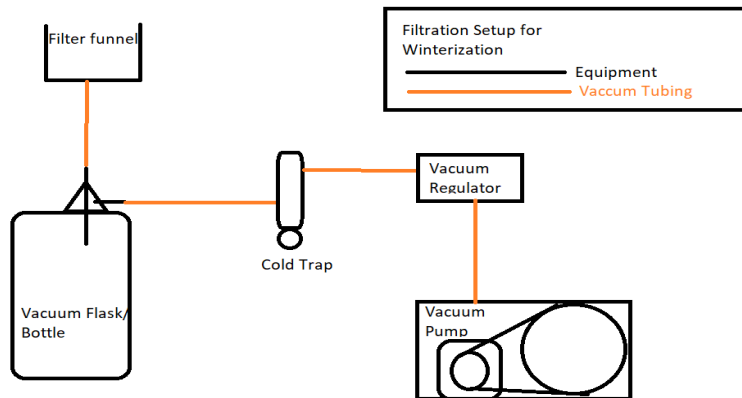 Filter funnel
Filtration Setup for
Winterization
Equipment
Vaccum Tubing
Vacuum
Regulator
Cold Trap
Vacuum Flask/
Bottle
Vacuum
Pump